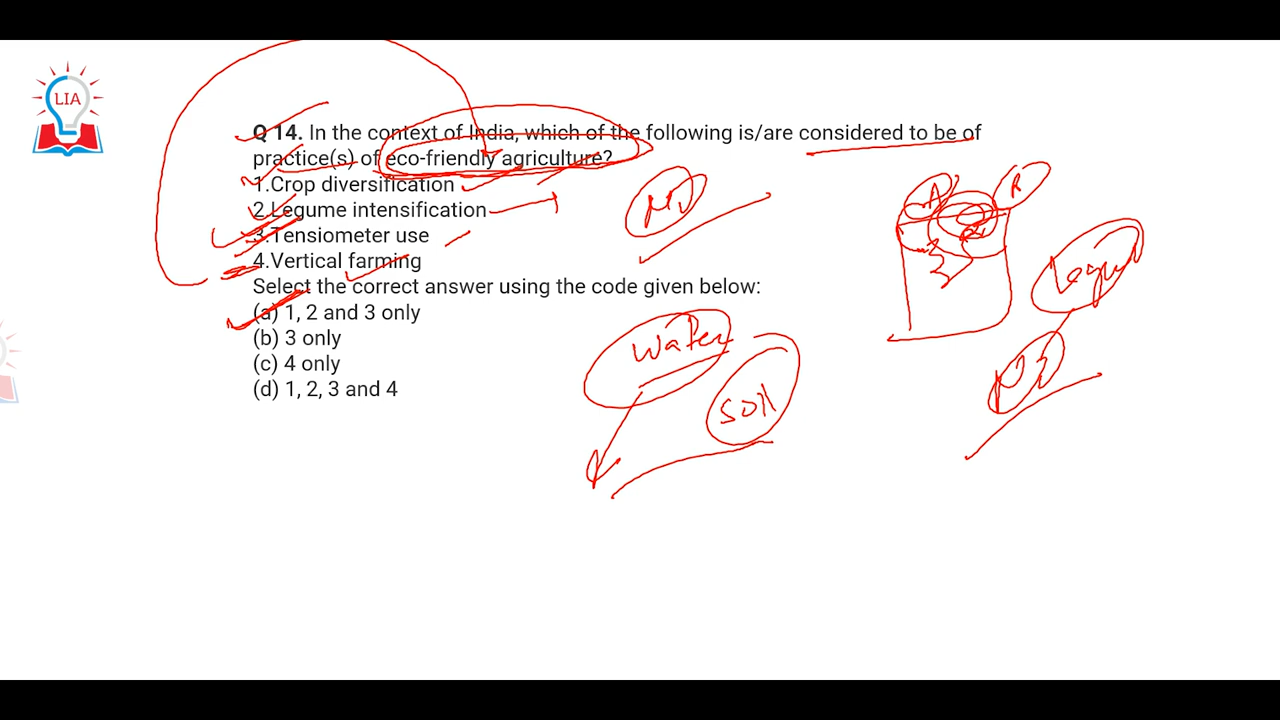 LIA
Q 14. In the context of India, which of the following is/are considered to be of
practice(s) of eco-friendly agriculture?
1.Crop diversification
2.Legume intensification
3.Tensiometer use
4.Vertical farming
Select the correct answer using the code given below:
(a) 1, 2 and 3 only
(b) 3 only
(c) 4 only
(d) 1, 2, 3 and 4
Water
SOIl
A